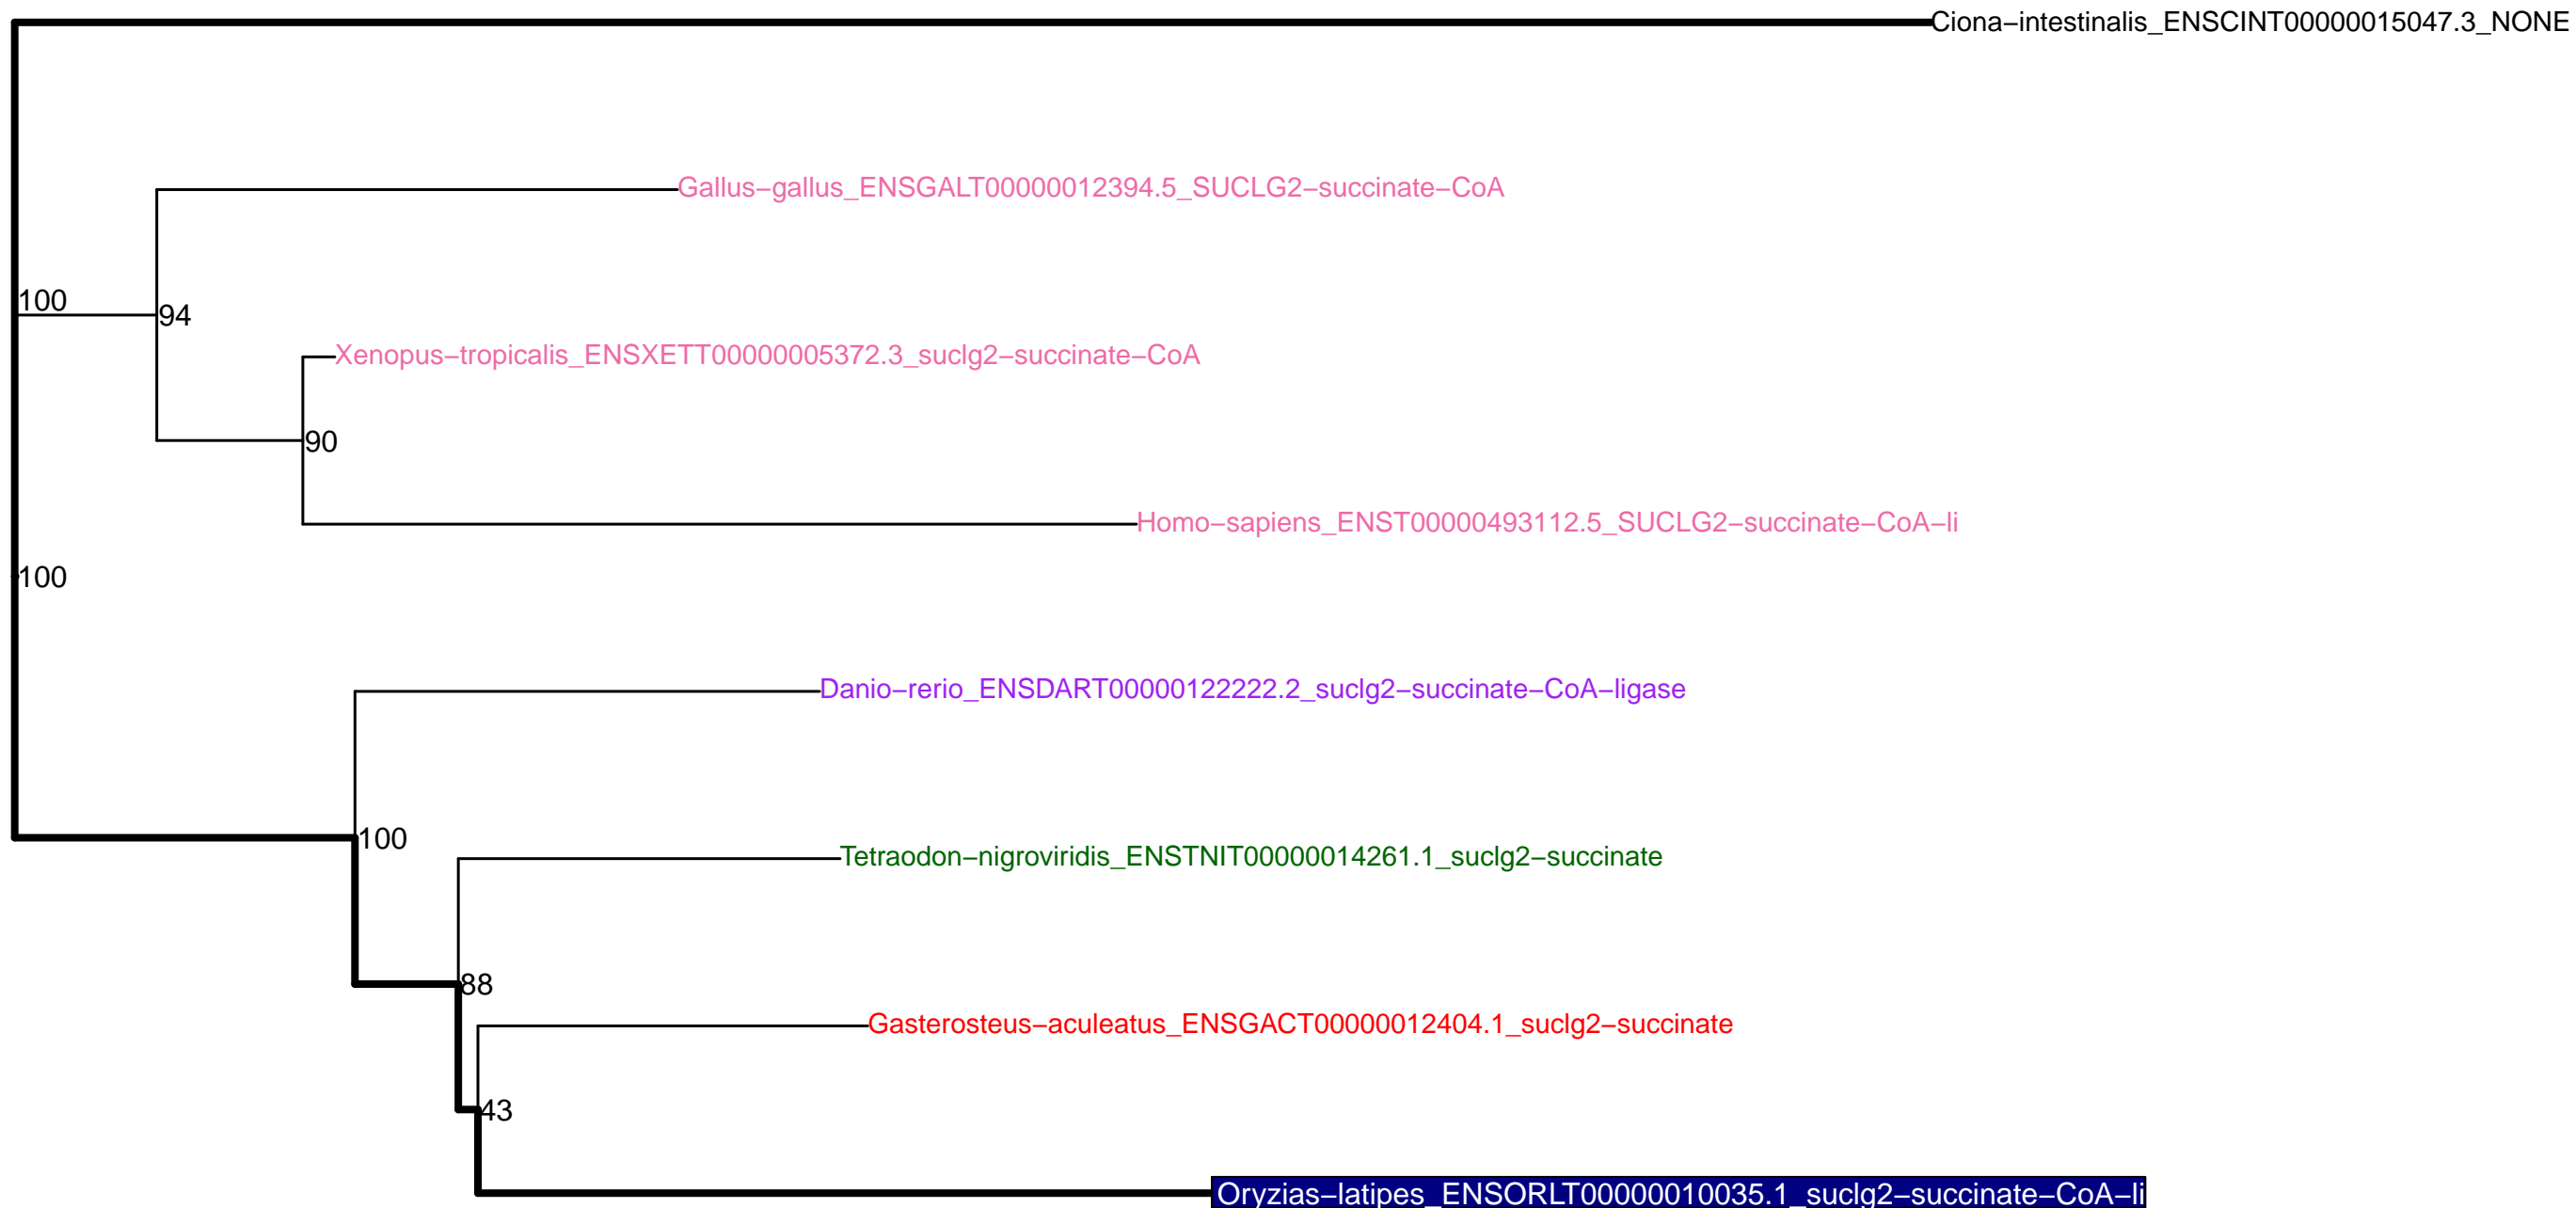 Ciona−intestinalis_ENSCINT00000015047.3_NONE
Gallus−gallus_ENSGALT00000012394.5_SUCLG2−succinate−CoA
100
94
Xenopus−tropicalis_ENSXETT00000005372.3_suclg2−succinate−CoA
90
Homo−sapiens_ENST00000493112.5_SUCLG2−succinate−CoA−li
100
Danio−rerio_ENSDART00000122222.2_suclg2−succinate−CoA−ligase
100
Tetraodon−nigroviridis_ENSTNIT00000014261.1_suclg2−succinate
88
Gasterosteus−aculeatus_ENSGACT00000012404.1_suclg2−succinate
43
Oryzias−latipes_ENSORLT00000010035.1_suclg2−succinate−CoA−li